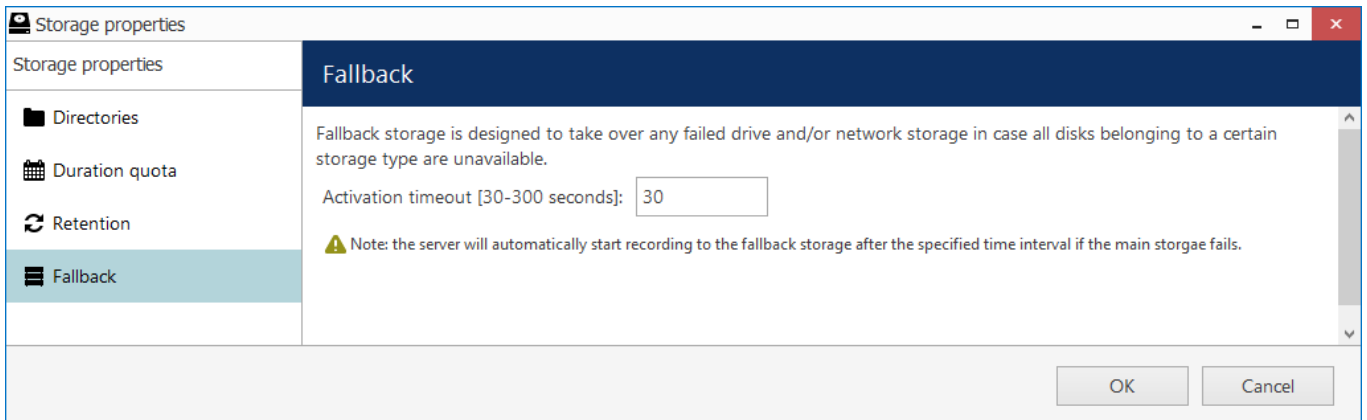 Storage properties
Storage properties
Directories
Duration quota
Retention
Fallback
Fallback
Fallback storage is designed to take over any failed drive and/or network storage in case all disks belonging to a certain
storage type are unavailable.
Activation timeout [30-300 seconds]: 30
Note: the server will automatically start recording to the fallback storage after the specified time interval if the main storgae fails.
OK Cancel